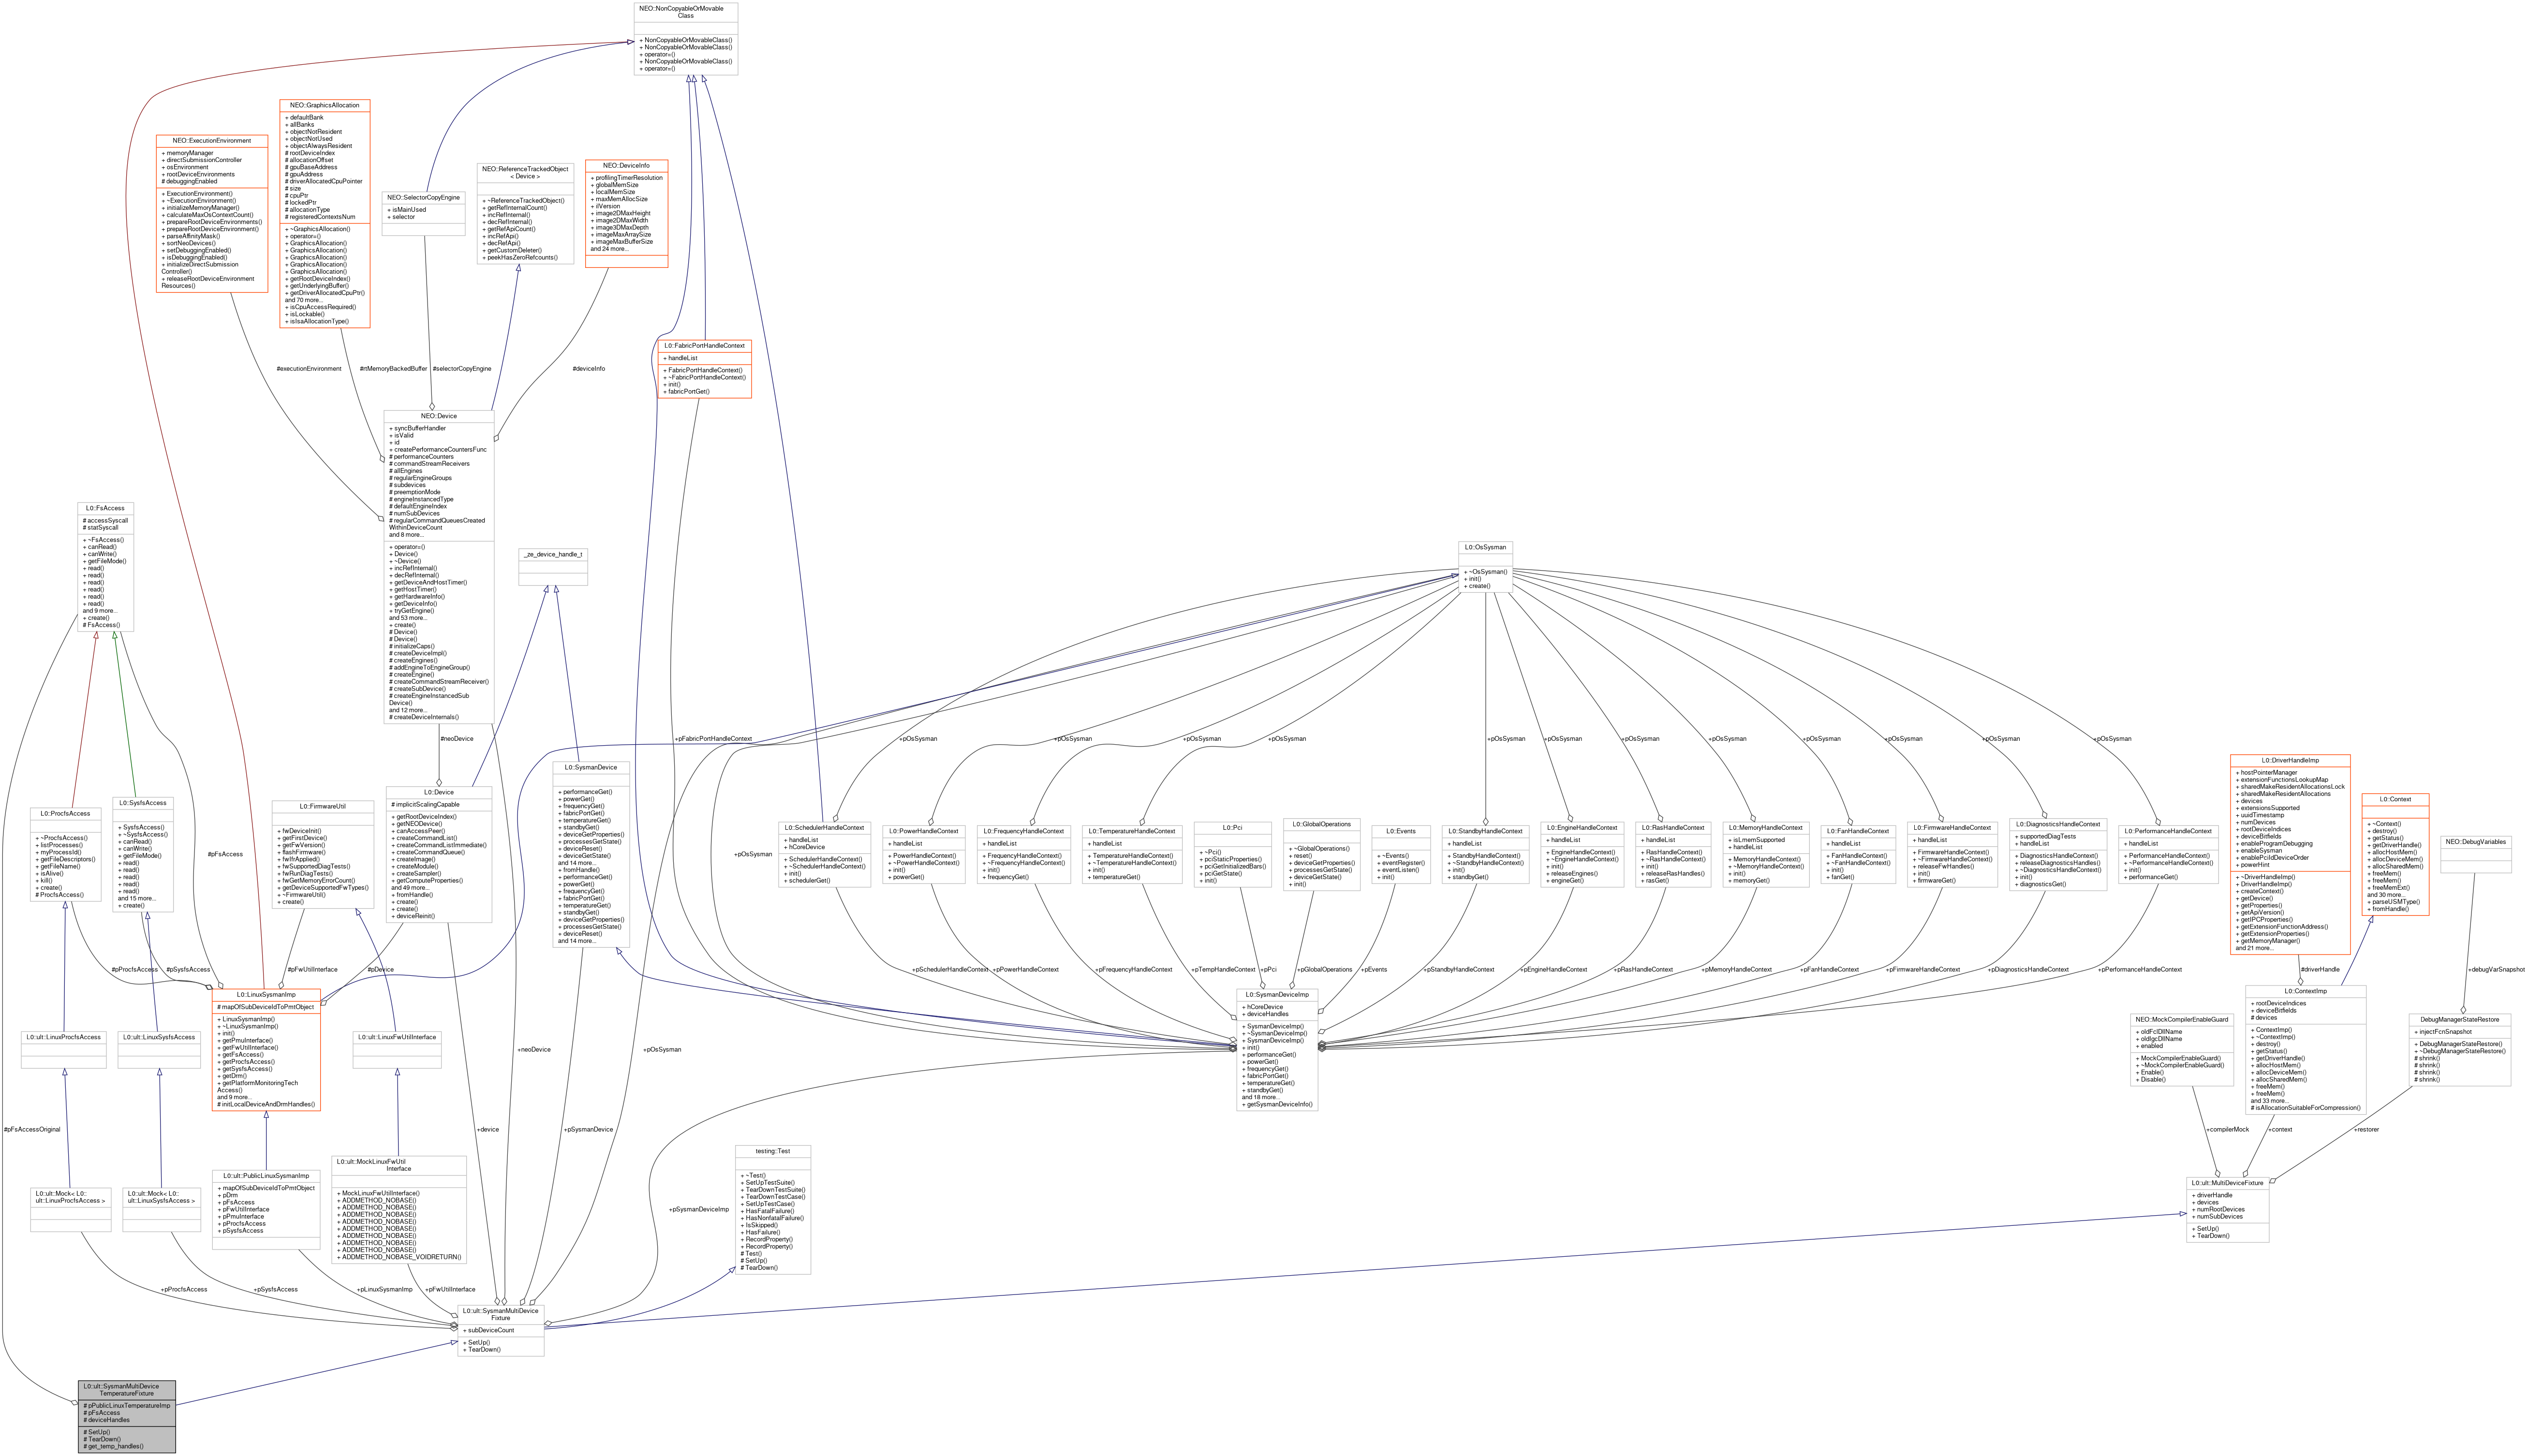 NEO::NonCopyableOrMovable
Class
+ NonCopyableOrMovableClass()
+ NonCopyableOrMovableClass()
+ operator=()
+ NonCopyableOrMovableClass()
+ operator=()
NEO::GraphicsAllocation
+ defaultBank
+ allBanks
+ objectNotResident
+ objectNotUsed
+ objectAlwaysResident
# rootDeviceIndex
# allocationOffset
# gpuBaseAddress
# gpuAddress
# driverAllocatedCpuPointer
# size
# cpuPtr
# lockedPtr
# allocationType
# registeredContextsNum
+ ~GraphicsAllocation()
+ operator=()
+ GraphicsAllocation()
+ GraphicsAllocation()
+ GraphicsAllocation()
+ GraphicsAllocation()
+ GraphicsAllocation()
+ getRootDeviceIndex()
+ getUnderlyingBuffer()
+ getDriverAllocatedCpuPtr()
and 70 more...
+ isCpuAccessRequired()
+ isLockable()
+ isIsaAllocationType()
NEO::ExecutionEnvironment
+ memoryManager
+ directSubmissionController
+ osEnvironment
+ rootDeviceEnvironments
# debuggingEnabled
+ ExecutionEnvironment()
+ ~ExecutionEnvironment()
+ initializeMemoryManager()
+ calculateMaxOsContextCount()
+ prepareRootDeviceEnvironments()
+ prepareRootDeviceEnvironment()
+ parseAffinityMask()
+ sortNeoDevices()
+ setDebuggingEnabled()
+ isDebuggingEnabled()
+ initializeDirectSubmission
Controller()
+ releaseRootDeviceEnvironment
Resources()
NEO::SelectorCopyEngine
+ isMainUsed
+ selector
NEO::ReferenceTrackedObject
< Device >
+ ~ReferenceTrackedObject()
+ getRefInternalCount()
+ incRefInternal()
+ decRefInternal()
+ getRefApiCount()
+ incRefApi()
+ decRefApi()
+ getCustomDeleter()
+ peekHasZeroRefcounts()
NEO::DeviceInfo
+ profilingTimerResolution
+ globalMemSize
+ localMemSize
+ maxMemAllocSize
+ ilVersion
+ image2DMaxHeight
+ image2DMaxWidth
+ image3DMaxDepth
+ imageMaxArraySize
+ imageMaxBufferSize
and 24 more...
L0::FabricPortHandleContext
+ handleList
+ FabricPortHandleContext()
+ ~FabricPortHandleContext()
+ init()
+ fabricPortGet()
#executionEnvironment
#rtMemoryBackedBuffer
#selectorCopyEngine
#deviceInfo
NEO::Device
+ syncBufferHandler
+ isValid
+ id
+ createPerformanceCountersFunc
# performanceCounters
# commandStreamReceivers
# allEngines
# regularEngineGroups
# subdevices
# preemptionMode
# engineInstancedType
# defaultEngineIndex
# numSubDevices
# regularCommandQueuesCreated
WithinDeviceCount
and 8 more...
+ operator=()
+ Device()
+ ~Device()
+ incRefInternal()
+ decRefInternal()
+ getDeviceAndHostTimer()
+ getHostTimer()
+ getHardwareInfo()
+ getDeviceInfo()
+ tryGetEngine()
and 53 more...
+ create()
# Device()
# Device()
# initializeCaps()
# createDeviceImpl()
# createEngines()
# addEngineToEngineGroup()
# createEngine()
# createCommandStreamReceiver()
# createSubDevice()
# createEngineInstancedSub
Device()
and 12 more...
# createDeviceInternals()
L0::FsAccess
# accessSyscall
# statSyscall
+ ~FsAccess()
+ canRead()
+ canWrite()
+ getFileMode()
+ read()
+ read()
+ read()
+ read()
+ read()
+ read()
and 9 more...
+ create()
# FsAccess()
_ze_device_handle_t
L0::OsSysman
+ ~OsSysman()
+ init()
+ create()
#neoDevice
+pFabricPortHandleContext
+pOsSysman
+pOsSysman
+pOsSysman
+pOsSysman
+pOsSysman
+pOsSysman
+pOsSysman
+pOsSysman
+pOsSysman
+pOsSysman
+pOsSysman
+pOsSysman
L0::ProcfsAccess
+ ~ProcfsAccess()
+ listProcesses()
+ myProcessId()
+ getFileDescriptors()
+ getFileName()
+ isAlive()
+ kill()
+ create()
# ProcfsAccess()
L0::SysfsAccess
+ SysfsAccess()
+ ~SysfsAccess()
+ canRead()
+ canWrite()
+ getFileMode()
+ read()
+ read()
+ read()
+ read()
+ read()
and 15 more...
+ create()
#pFsAccess
L0::FirmwareUtil
+ fwDeviceInit()
+ getFirstDevice()
+ getFwVersion()
+ flashFirmware()
+ fwIfrApplied()
+ fwSupportedDiagTests()
+ fwRunDiagTests()
+ fwGetMemoryErrorCount()
+ getDeviceSupportedFwTypes()
+ ~FirmwareUtil()
+ create()
L0::Device
# implicitScalingCapable
+ getRootDeviceIndex()
+ getNEODevice()
+ canAccessPeer()
+ createCommandList()
+ createCommandListImmediate()
+ createCommandQueue()
+ createImage()
+ createModule()
+ createSampler()
+ getComputeProperties()
and 49 more...
+ fromHandle()
+ create()
+ create()
+ deviceReinit()
L0::SysmanDevice
+ performanceGet()
+ powerGet()
+ frequencyGet()
+ fabricPortGet()
+ temperatureGet()
+ standbyGet()
+ deviceGetProperties()
+ processesGetState()
+ deviceReset()
+ deviceGetState()
and 14 more...
+ fromHandle()
+ performanceGet()
+ powerGet()
+ frequencyGet()
+ fabricPortGet()
+ temperatureGet()
+ standbyGet()
+ deviceGetProperties()
+ processesGetState()
+ deviceReset()
and 14 more...
+pOsSysman
L0::SchedulerHandleContext
+ handleList
+ hCoreDevice
+ SchedulerHandleContext()
+ ~SchedulerHandleContext()
+ init()
+ schedulerGet()
L0::PowerHandleContext
+ handleList
+ PowerHandleContext()
+ ~PowerHandleContext()
+ init()
+ powerGet()
L0::FrequencyHandleContext
+ handleList
+ FrequencyHandleContext()
+ ~FrequencyHandleContext()
+ init()
+ frequencyGet()
L0::TemperatureHandleContext
+ handleList
+ TemperatureHandleContext()
+ ~TemperatureHandleContext()
+ init()
+ temperatureGet()
L0::Pci
+ ~Pci()
+ pciStaticProperties()
+ pciGetInitializedBars()
+ pciGetState()
+ init()
L0::GlobalOperations
+ ~GlobalOperations()
+ reset()
+ deviceGetProperties()
+ processesGetState()
+ deviceGetState()
+ init()
L0::Events
+ ~Events()
+ eventRegister()
+ eventListen()
+ init()
L0::StandbyHandleContext
+ handleList
+ StandbyHandleContext()
+ ~StandbyHandleContext()
+ init()
+ standbyGet()
L0::EngineHandleContext
+ handleList
+ EngineHandleContext()
+ ~EngineHandleContext()
+ init()
+ releaseEngines()
+ engineGet()
L0::RasHandleContext
+ handleList
+ RasHandleContext()
+ ~RasHandleContext()
+ init()
+ releaseRasHandles()
+ rasGet()
L0::MemoryHandleContext
+ isLmemSupported
+ handleList
+ MemoryHandleContext()
+ ~MemoryHandleContext()
+ init()
+ memoryGet()
L0::FanHandleContext
+ handleList
+ FanHandleContext()
+ ~FanHandleContext()
+ init()
+ fanGet()
L0::FirmwareHandleContext
+ handleList
+ FirmwareHandleContext()
+ ~FirmwareHandleContext()
+ releaseFwHandles()
+ init()
+ firmwareGet()
L0::DiagnosticsHandleContext
+ supportedDiagTests
+ handleList
+ DiagnosticsHandleContext()
+ releaseDiagnosticsHandles()
+ ~DiagnosticsHandleContext()
+ init()
+ diagnosticsGet()
L0::PerformanceHandleContext
+ handleList
+ PerformanceHandleContext()
+ ~PerformanceHandleContext()
+ init()
+ performanceGet()
L0::DriverHandleImp
+ hostPointerManager
+ extensionFunctionsLookupMap
+ sharedMakeResidentAllocationsLock
+ sharedMakeResidentAllocations
+ devices
+ extensionsSupported
+ uuidTimestamp
+ numDevices
+ rootDeviceIndices
+ deviceBitfields
+ enableProgramDebugging
+ enableSysman
+ enablePciIdDeviceOrder
+ powerHint
+ ~DriverHandleImp()
+ DriverHandleImp()
+ createContext()
+ getDevice()
+ getProperties()
+ getApiVersion()
+ getIPCProperties()
+ getExtensionFunctionAddress()
+ getExtensionProperties()
+ getMemoryManager()
and 21 more...
L0::Context
+ ~Context()
+ destroy()
+ getStatus()
+ getDriverHandle()
+ allocHostMem()
+ allocDeviceMem()
+ allocSharedMem()
+ freeMem()
+ freeMem()
+ freeMemExt()
and 30 more...
+ parseUSMType()
+ fromHandle()
NEO::DebugVariables
#pProcfsAccess
#pSysfsAccess
#pFwUtilInterface
#pDevice
+pSchedulerHandleContext
+pPowerHandleContext
+pFrequencyHandleContext
+pTempHandleContext
+pPci
+pGlobalOperations
+pEvents
+pStandbyHandleContext
+pEngineHandleContext
+pRasHandleContext
+pMemoryHandleContext
+pFanHandleContext
+pFirmwareHandleContext
+pDiagnosticsHandleContext
+pPerformanceHandleContext
#driverHandle
+debugVarSnapshot
L0::LinuxSysmanImp
# mapOfSubDeviceIdToPmtObject
+ LinuxSysmanImp()
+ ~LinuxSysmanImp()
+ init()
+ getPmuInterface()
+ getFwUtilInterface()
+ getFsAccess()
+ getProcfsAccess()
+ getSysfsAccess()
+ getDrm()
+ getPlatformMonitoringTech
Access()
and 9 more...
# initLocalDeviceAndDrmHandles()
L0::ult::LinuxProcfsAccess
L0::ult::LinuxSysfsAccess
L0::ult::LinuxFwUtilInterface
+neoDevice
+pOsSysman
L0::SysmanDeviceImp
+ hCoreDevice
+ deviceHandles
+ SysmanDeviceImp()
+ ~SysmanDeviceImp()
+ SysmanDeviceImp()
+ init()
+ performanceGet()
+ powerGet()
+ frequencyGet()
+ fabricPortGet()
+ temperatureGet()
+ standbyGet()
and 18 more...
+ getSysmanDeviceInfo()
NEO::MockCompilerEnableGuard
+ oldFclDllName
+ oldIgcDllName
+ enabled
+ MockCompilerEnableGuard()
+ ~MockCompilerEnableGuard()
+ Enable()
+ Disable()
L0::ContextImp
+ rootDeviceIndices
+ deviceBitfields
# devices
+ ContextImp()
+ ~ContextImp()
+ destroy()
+ getStatus()
+ getDriverHandle()
+ allocHostMem()
+ allocDeviceMem()
+ allocSharedMem()
+ freeMem()
+ freeMem()
and 33 more...
# isAllocationSuitableForCompression()
DebugManagerStateRestore
+ injectFcnSnapshot
+ DebugManagerStateRestore()
+ ~DebugManagerStateRestore()
# shrink()
# shrink()
# shrink()
# shrink()
#pFsAccessOriginal
+device
+pSysmanDevice
+compilerMock
+context
+restorer
L0::ult::Mock< L0::
ult::LinuxProcfsAccess >
L0::ult::Mock< L0::
ult::LinuxSysfsAccess >
L0::ult::PublicLinuxSysmanImp
+ mapOfSubDeviceIdToPmtObject
+ pDrm
+ pFsAccess
+ pFwUtilInterface
+ pPmuInterface
+ pProcfsAccess
+ pSysfsAccess
L0::ult::MockLinuxFwUtil
Interface
+ MockLinuxFwUtilInterface()
+ ADDMETHOD_NOBASE()
+ ADDMETHOD_NOBASE()
+ ADDMETHOD_NOBASE()
+ ADDMETHOD_NOBASE()
+ ADDMETHOD_NOBASE()
+ ADDMETHOD_NOBASE()
+ ADDMETHOD_NOBASE()
+ ADDMETHOD_NOBASE()
+ ADDMETHOD_NOBASE_VOIDRETURN()
testing::Test
+ ~Test()
+ SetUpTestSuite()
+ TearDownTestSuite()
+ TearDownTestCase()
+ SetUpTestCase()
+ HasFatalFailure()
+ HasNonfatalFailure()
+ IsSkipped()
+ HasFailure()
+ RecordProperty()
+ RecordProperty()
# Test()
# SetUp()
# TearDown()
+pSysmanDeviceImp
L0::ult::MultiDeviceFixture
+ driverHandle
+ devices
+ numRootDevices
+ numSubDevices
+ SetUp()
+ TearDown()
+pProcfsAccess
+pSysfsAccess
+pLinuxSysmanImp
+pFwUtilInterface
L0::ult::SysmanMultiDevice
Fixture
+ subDeviceCount
+ SetUp()
+ TearDown()
L0::ult::SysmanMultiDevice
TemperatureFixture
# pPublicLinuxTemperatureImp
# pFsAccess
# deviceHandles
# SetUp()
# TearDown()
# get_temp_handles()